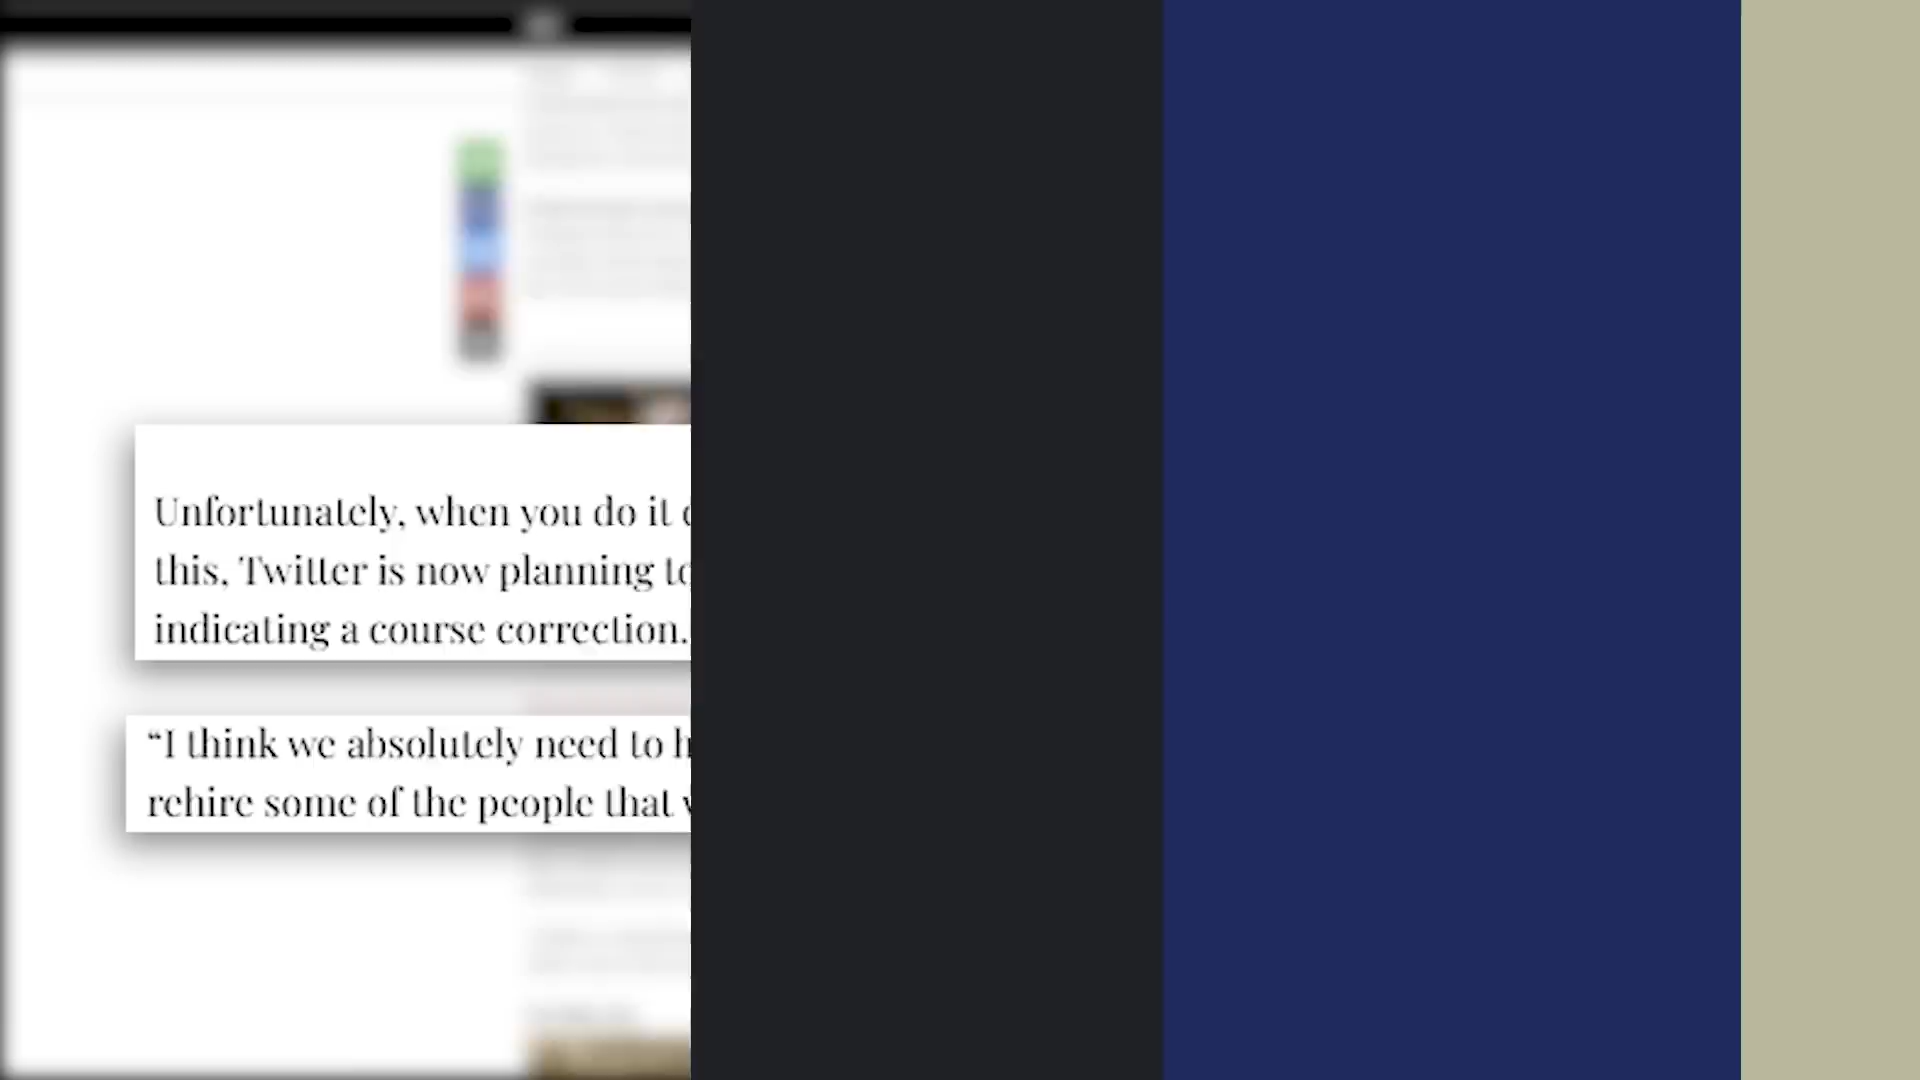 Unfortunately, when you do it
this, Twitter is now planning to
indicating a course correction.
“I think we absolutely need to
rehire some of the people that